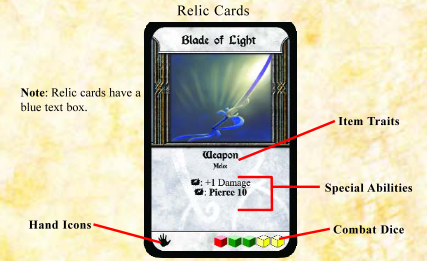 Relic Cards
Blade of Light
Note: Relic cards have a
blue text box.
Item Traits
Weapon
Melee
: +1 Damage
: Pierce 10
Special Abilities
Hand Icons
Combat Dice